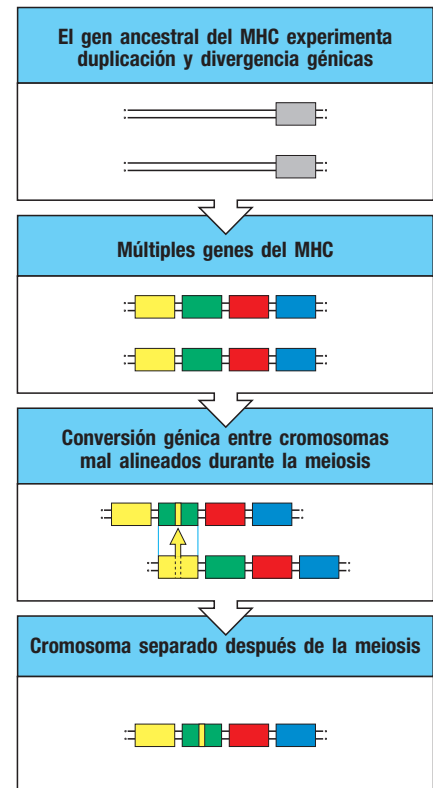 El gen ancestral del MHC experimenta
duplicación y divergencia génicas
Múltiples genes del MHC
Conversión génica entre cromosomas
mal alineados durante la meiosis
Cromosoma separado después de la meiosis